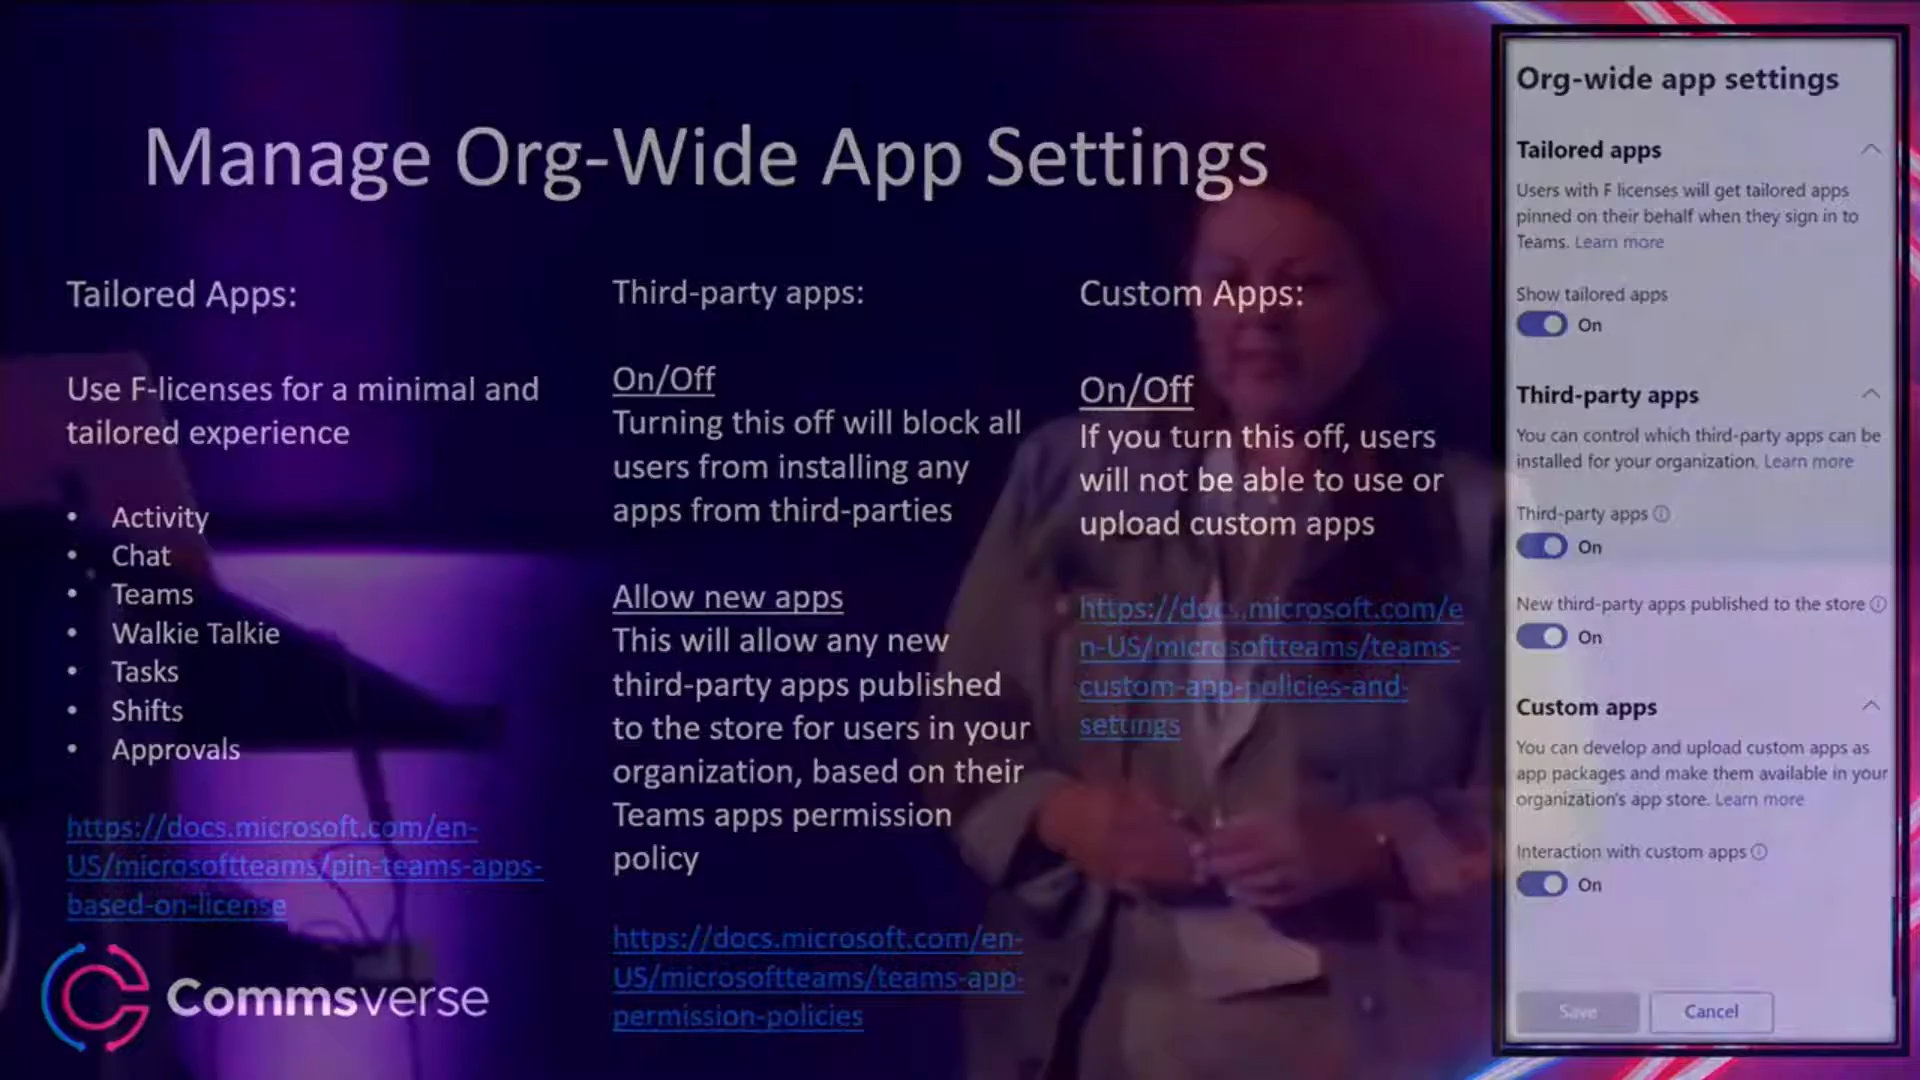 Manage Org-Wide App Settings
Tailored Apps:
Use F-licenses for a minimal and
tailored experience
• Activity
• Chat
• Teams
• Walkie Talkie
• Tasks
• Shifts
• Approvals
https://docs.microsoft.com/en-
US/microsoftteams/pin-teams-apps-
based-on-license
Third-party apps:
On/Off
Turning this off will block all
users from installing any
apps from third-parties
Allow new apps
This will allow any new
third-party apps published
to the store for users in your
organization, based on their
Teams apps permission
policy
https://docs.microsoft.com/en-
US/microsoftteams/teams-app-
permission-policies
Custom Apps:
On/Off
If you turn this off, users
will not be able to use or
upload custom apps
https://docs.microsoft.com/e
n-US/microsoftteams/teams-
custom-app-policies-and-
settings
Org-wide app settings
Tailored apps
Users with F licenses will get tailored apps
pinned on their behalf when they sign in to
Teams. Learn more
Show tailored apps
On
Third-party apps
You can control which third-party apps can be
installed for your organization. Learn more
Third-party apps
On
New third-party apps published to the store
On
Custom apps
You can develop and upload custom apps as
app packages and make them available in your
organization's app store. Learn more
Interaction with custom apps
On
Save
Cancel
Commsverse